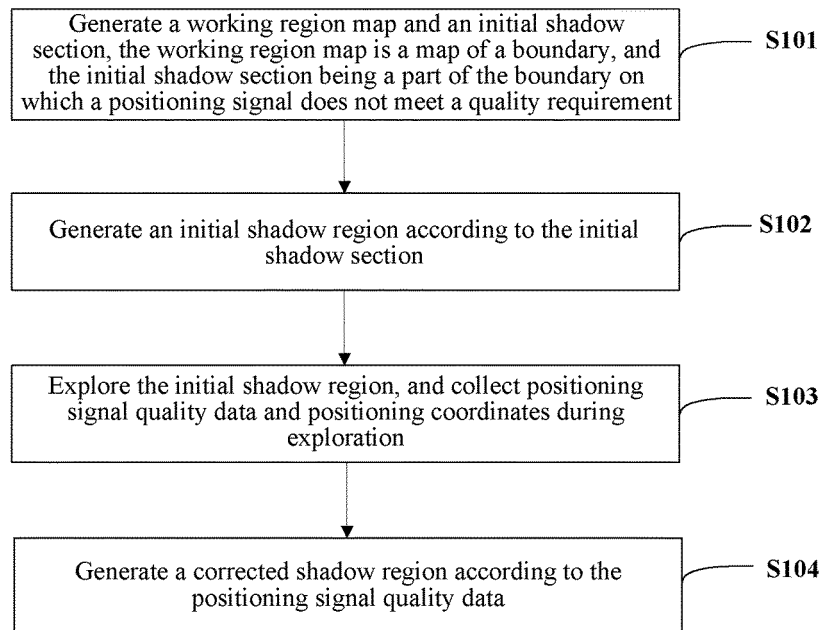 Generate a working region map and an initial shadow
section, the working region map is a map of a boundary, and
the initial shadow section being a part of the boundary on
which a positioning signal does not meet a quality requirement
S101
Generate an initial shadow region according to the initial
shadow section
S102
Explore the initial shadow region, and collect positioning
signal quality data and positioning coordinates during
exploration
S103
Generate a corrected shadow region according to the
positioning signal quality data
S104